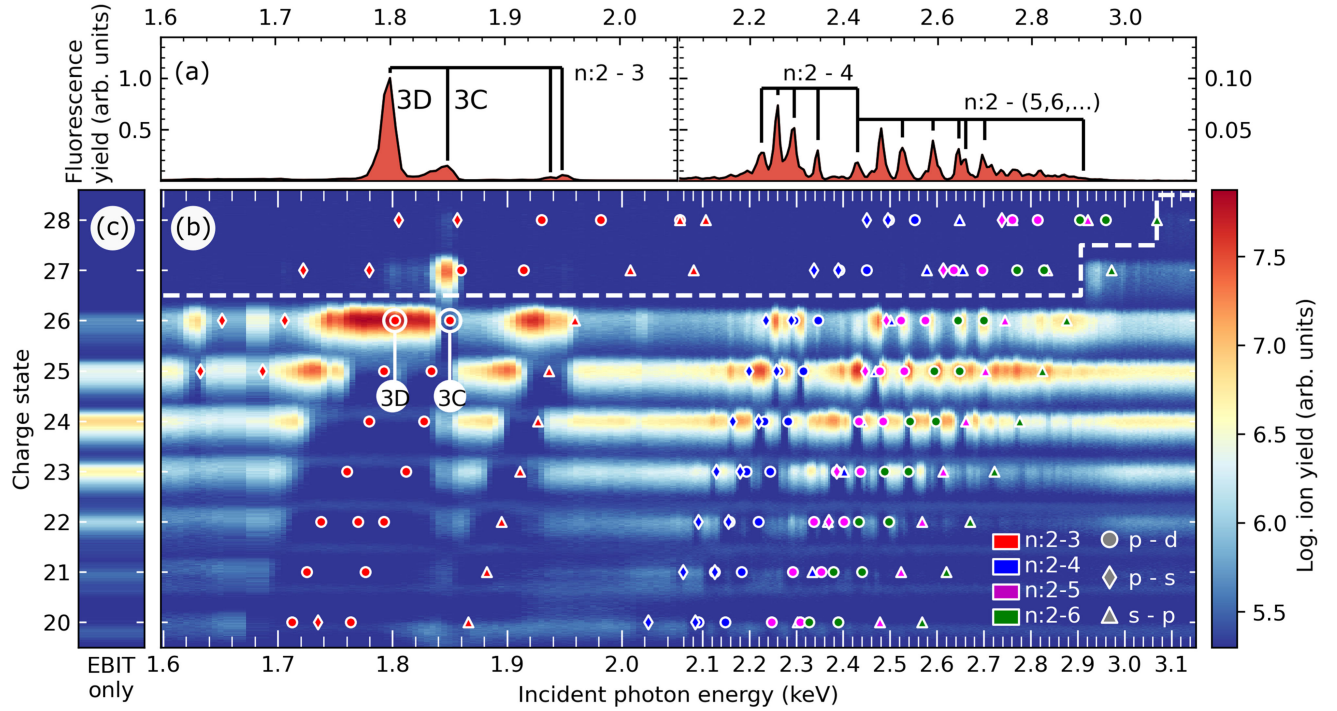 1.6 1.7 1.8 1.9 2.0 2.2 2.4 2.6 2.8 3.0
Fluorescence
yield (arb. units)
1.0
0.5
(a)
3D
3C
n:2 - 3
n:2 - 4
n:2 - (5,6,...)
0.10
0.05
(c)
(b)
Charge state
28
27
26
25
24
23
22
21
20
3D
3C
n:2-3
n:2-4
n:2-5
n:2-6
p - d
p - s
s - p
EBIT
only
1.6 1.7 1.8 1.9 2.0 2.1 2.2 2.3 2.4 2.5 2.6 2.7 2.8 2.9 3.0 3.1
Incident photon energy (keV)
7.5
7.0
6.5
6.0
5.5
Log. ion yield (arb. units)